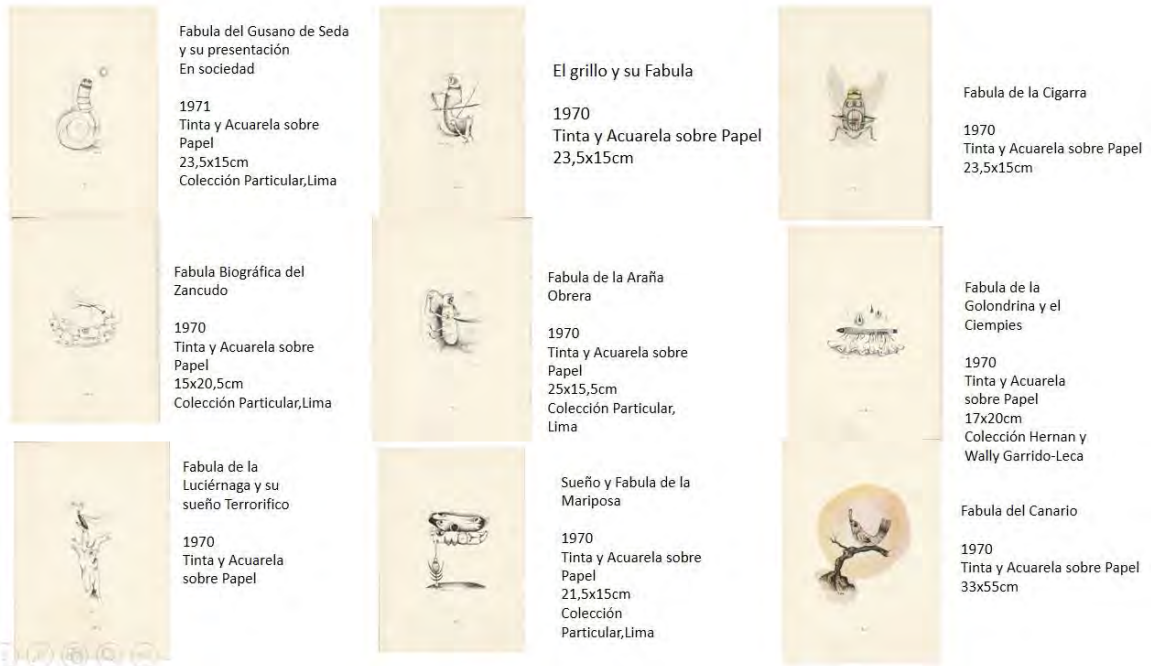 Fabula del Gusano de Seda
y su presentación
En sociedad
1971
Tinta y Acuarela sobre
Papel
23,5x15cm
Colección Particular,Lima
El grillo y su Fabula
1970
Tinta y Acuarela sobre Papel
23,5x15cm
Fabula de la Cigarra
1970
Tinta y Acuarela sobre Papel
23,5x15cm
Fabula Biográfica del
Zancudo
1970
Tinta y Acuarela sobre
Papel
15x20,5cm
Colección Particular,Lima
Fabula de la Araña
Obrera
1970
Tinta y Acuarela sobre
Papel
25x15,5cm
Colección Particular,
Lima
Fabula de la
Golondrina y el
Ciempies
1970
Tinta y Acuarela
sobre Papel
17x20cm
Colección Hernan y
Wally Garrido-Leca
Fabula de la
Luciérnaga y su
sueño Terrorifico
1970
Tinta y Acuarela
sobre Papel
Sueño y Fabula de la
Mariposa
1970
Tinta y Acuarela sobre
Papel
21,5x15cm
Colección
Particular,Lima
Fabula del Canario
1970
Tinta y Acuarela sobre Papel
33x55cm